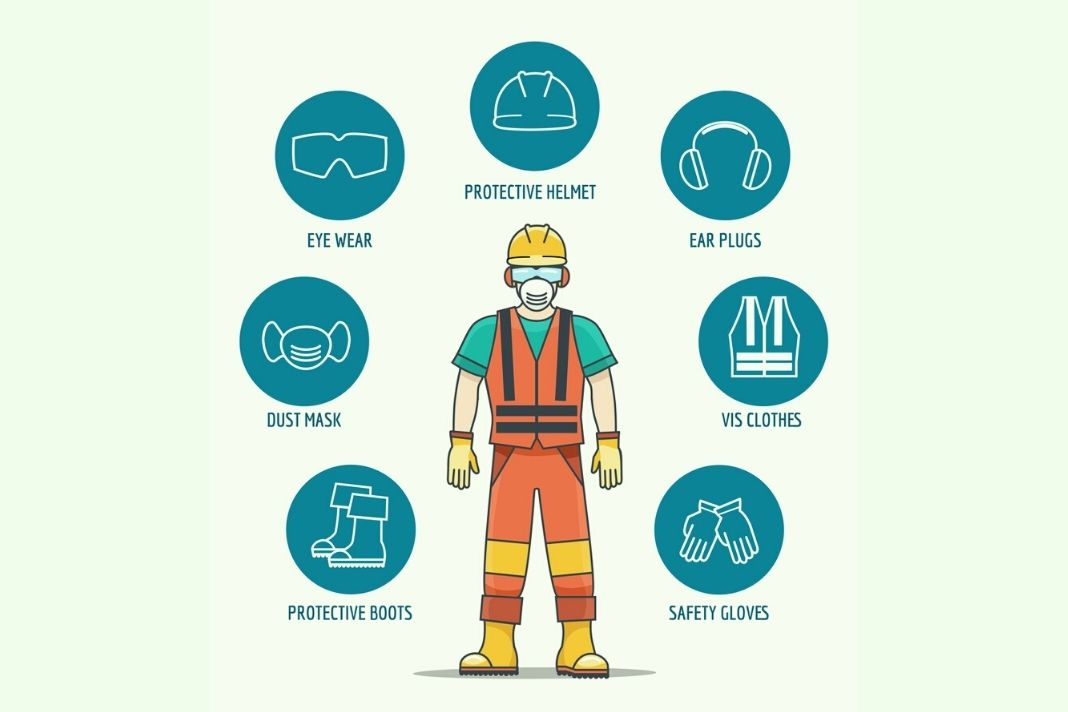 PROTECTIVE HELMET
EYE WEAR
EAR PLUGS
DUST MASK
VIS CLOTHES
PROTECTIVE BOOTS
SAFETY GLOVES